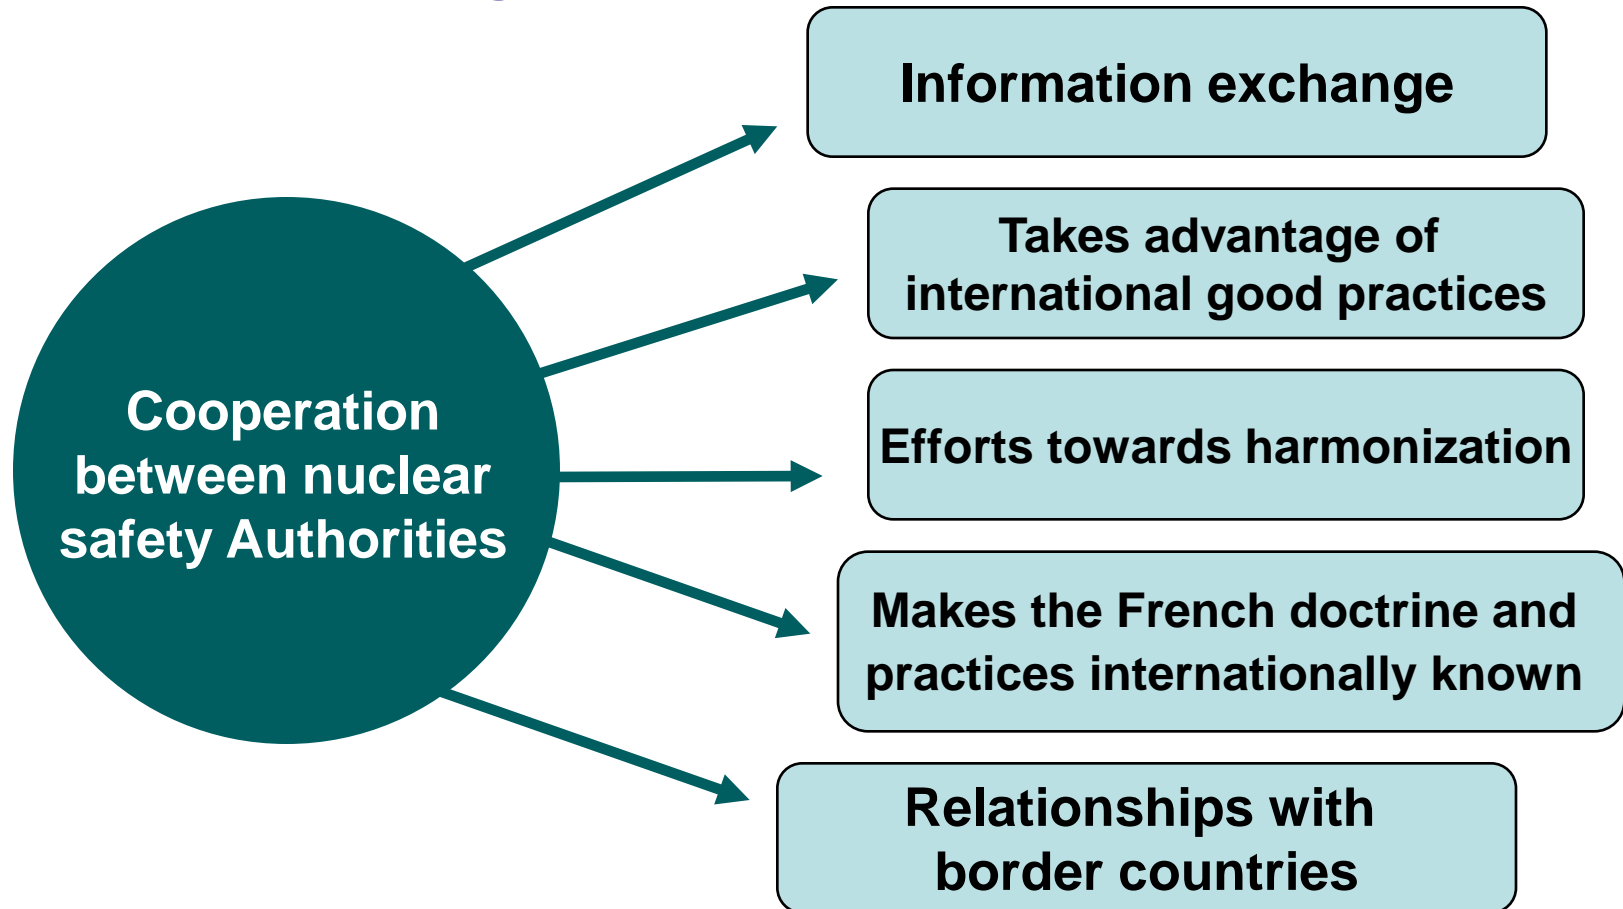 Information exchange
Takes advantage of
international good practices
Cooperation
between nuclear
safety Authorities
Efforts towards harmonization
Makes the French doctrine and
practices internationally known
Relationships with
border countries